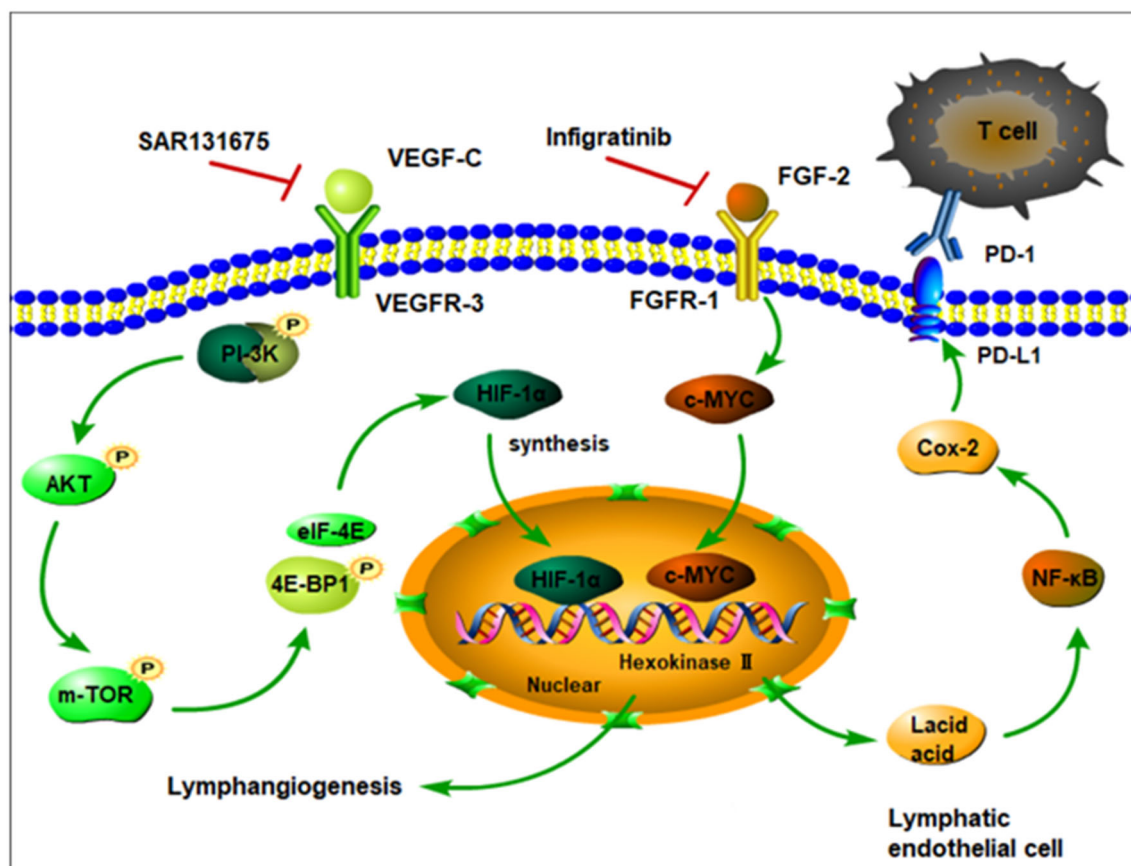 T cell
SAR131675
Infigratinib
VEGF-C
FGF-2
PD-1
VEGFR-3
FGFR-1
PD-L1
P
PI-3K
HIF-1α
c-MYC
synthesis
Cox-2
P
AKT
eIF-4E
P
4E-BP1
HIF-1α
c-MYC
NF-κB
Hexokinase Ⅱ
Nuclear
P
m-TOR
Lacid
acid
Lymphangiogenesis
Lymphatic
endothelial cell